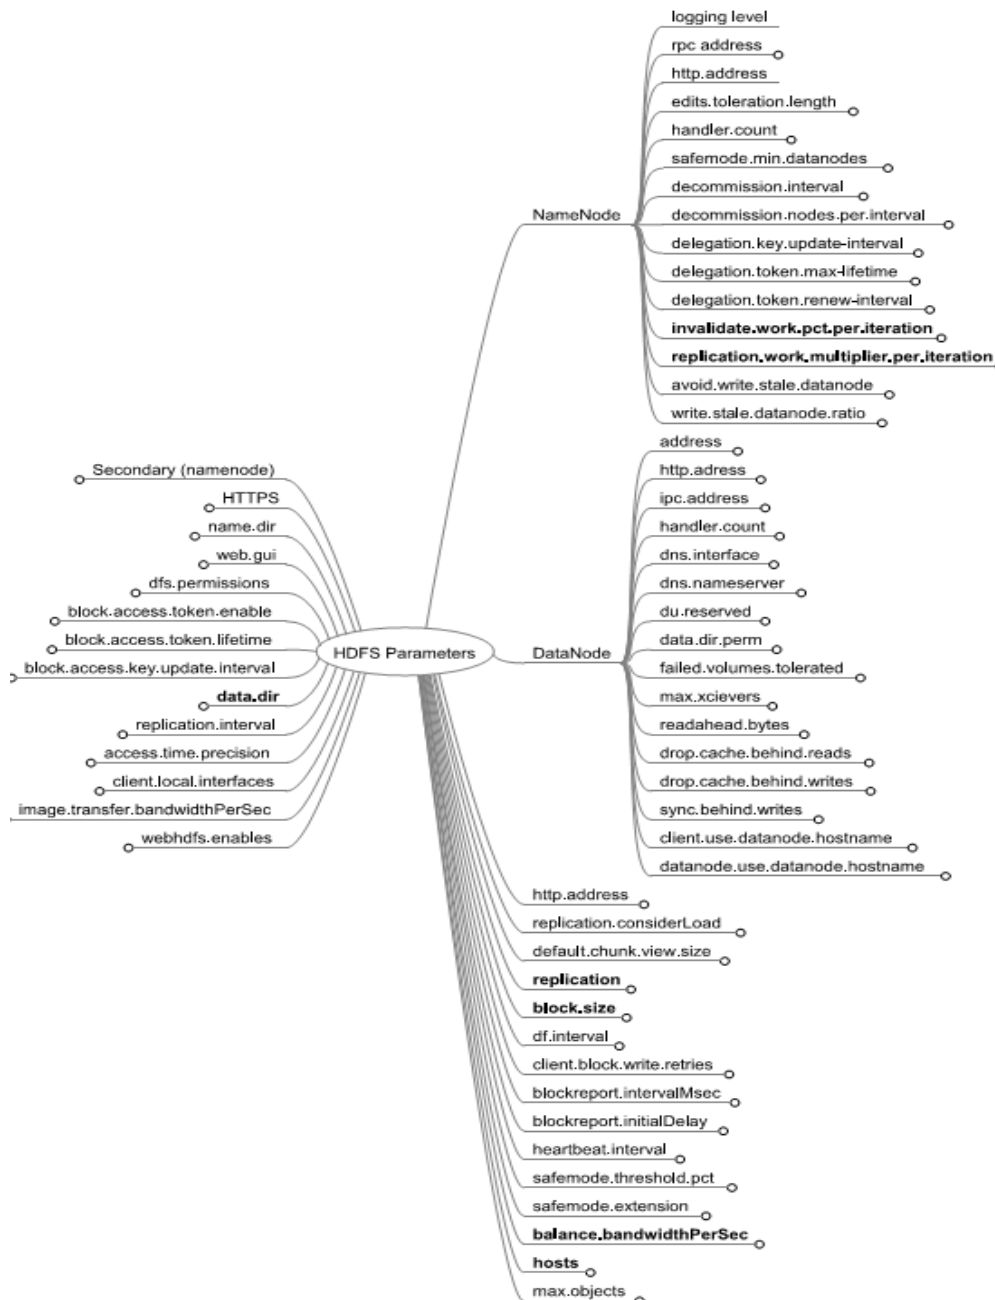 logging level
rpc address
http.address
edits.toleration.length
handler.count
safemode.min.datanodes
decommission.interval
NameNode
decommission.nodes.per.interval
delegation.key.update-interval
delegation.token.max-lifetime
delegation.token.renew-interval
invalidate.work.pct.per.iteration
replication.work.multiplier.per.iteration
avoid.write.stale.datanode
write.stale.datanode.ratio
Secondary (namenode)
HTTPS
name.dir
web.gui
dfs.permissions
block.access.token.enable
block.access.token.lifetime
block.access.key.update.interval
data.dir
replication.interval
access.time.precision
client.local.interfaces
image.transfer.bandwidthPerSec
webhdfs.enables
HDFS Parameters
DataNode
address
http.adress
ipc.address
handler.count
dns.interface
dns.nameserver
du.reserved
data.dir.perm
failed.volumes.tolerated
max.xcievers
readahead.bytes
drop.cache.behind.reads
drop.cache.behind.writes
sync.behind.writes
client.use.datanode.hostname
datanode.use.datanode.hostname
http.address
replication.considerLoad
default.chunk.view.size
replication
block.size
df.interval
client.block.write.retries
blockreport.intervalMsec
blockreport.initialDelay
heartbeat.interval
safemode.threshold.pct
safemode.extension
balance.bandwidthPerSec
hosts
max.objects